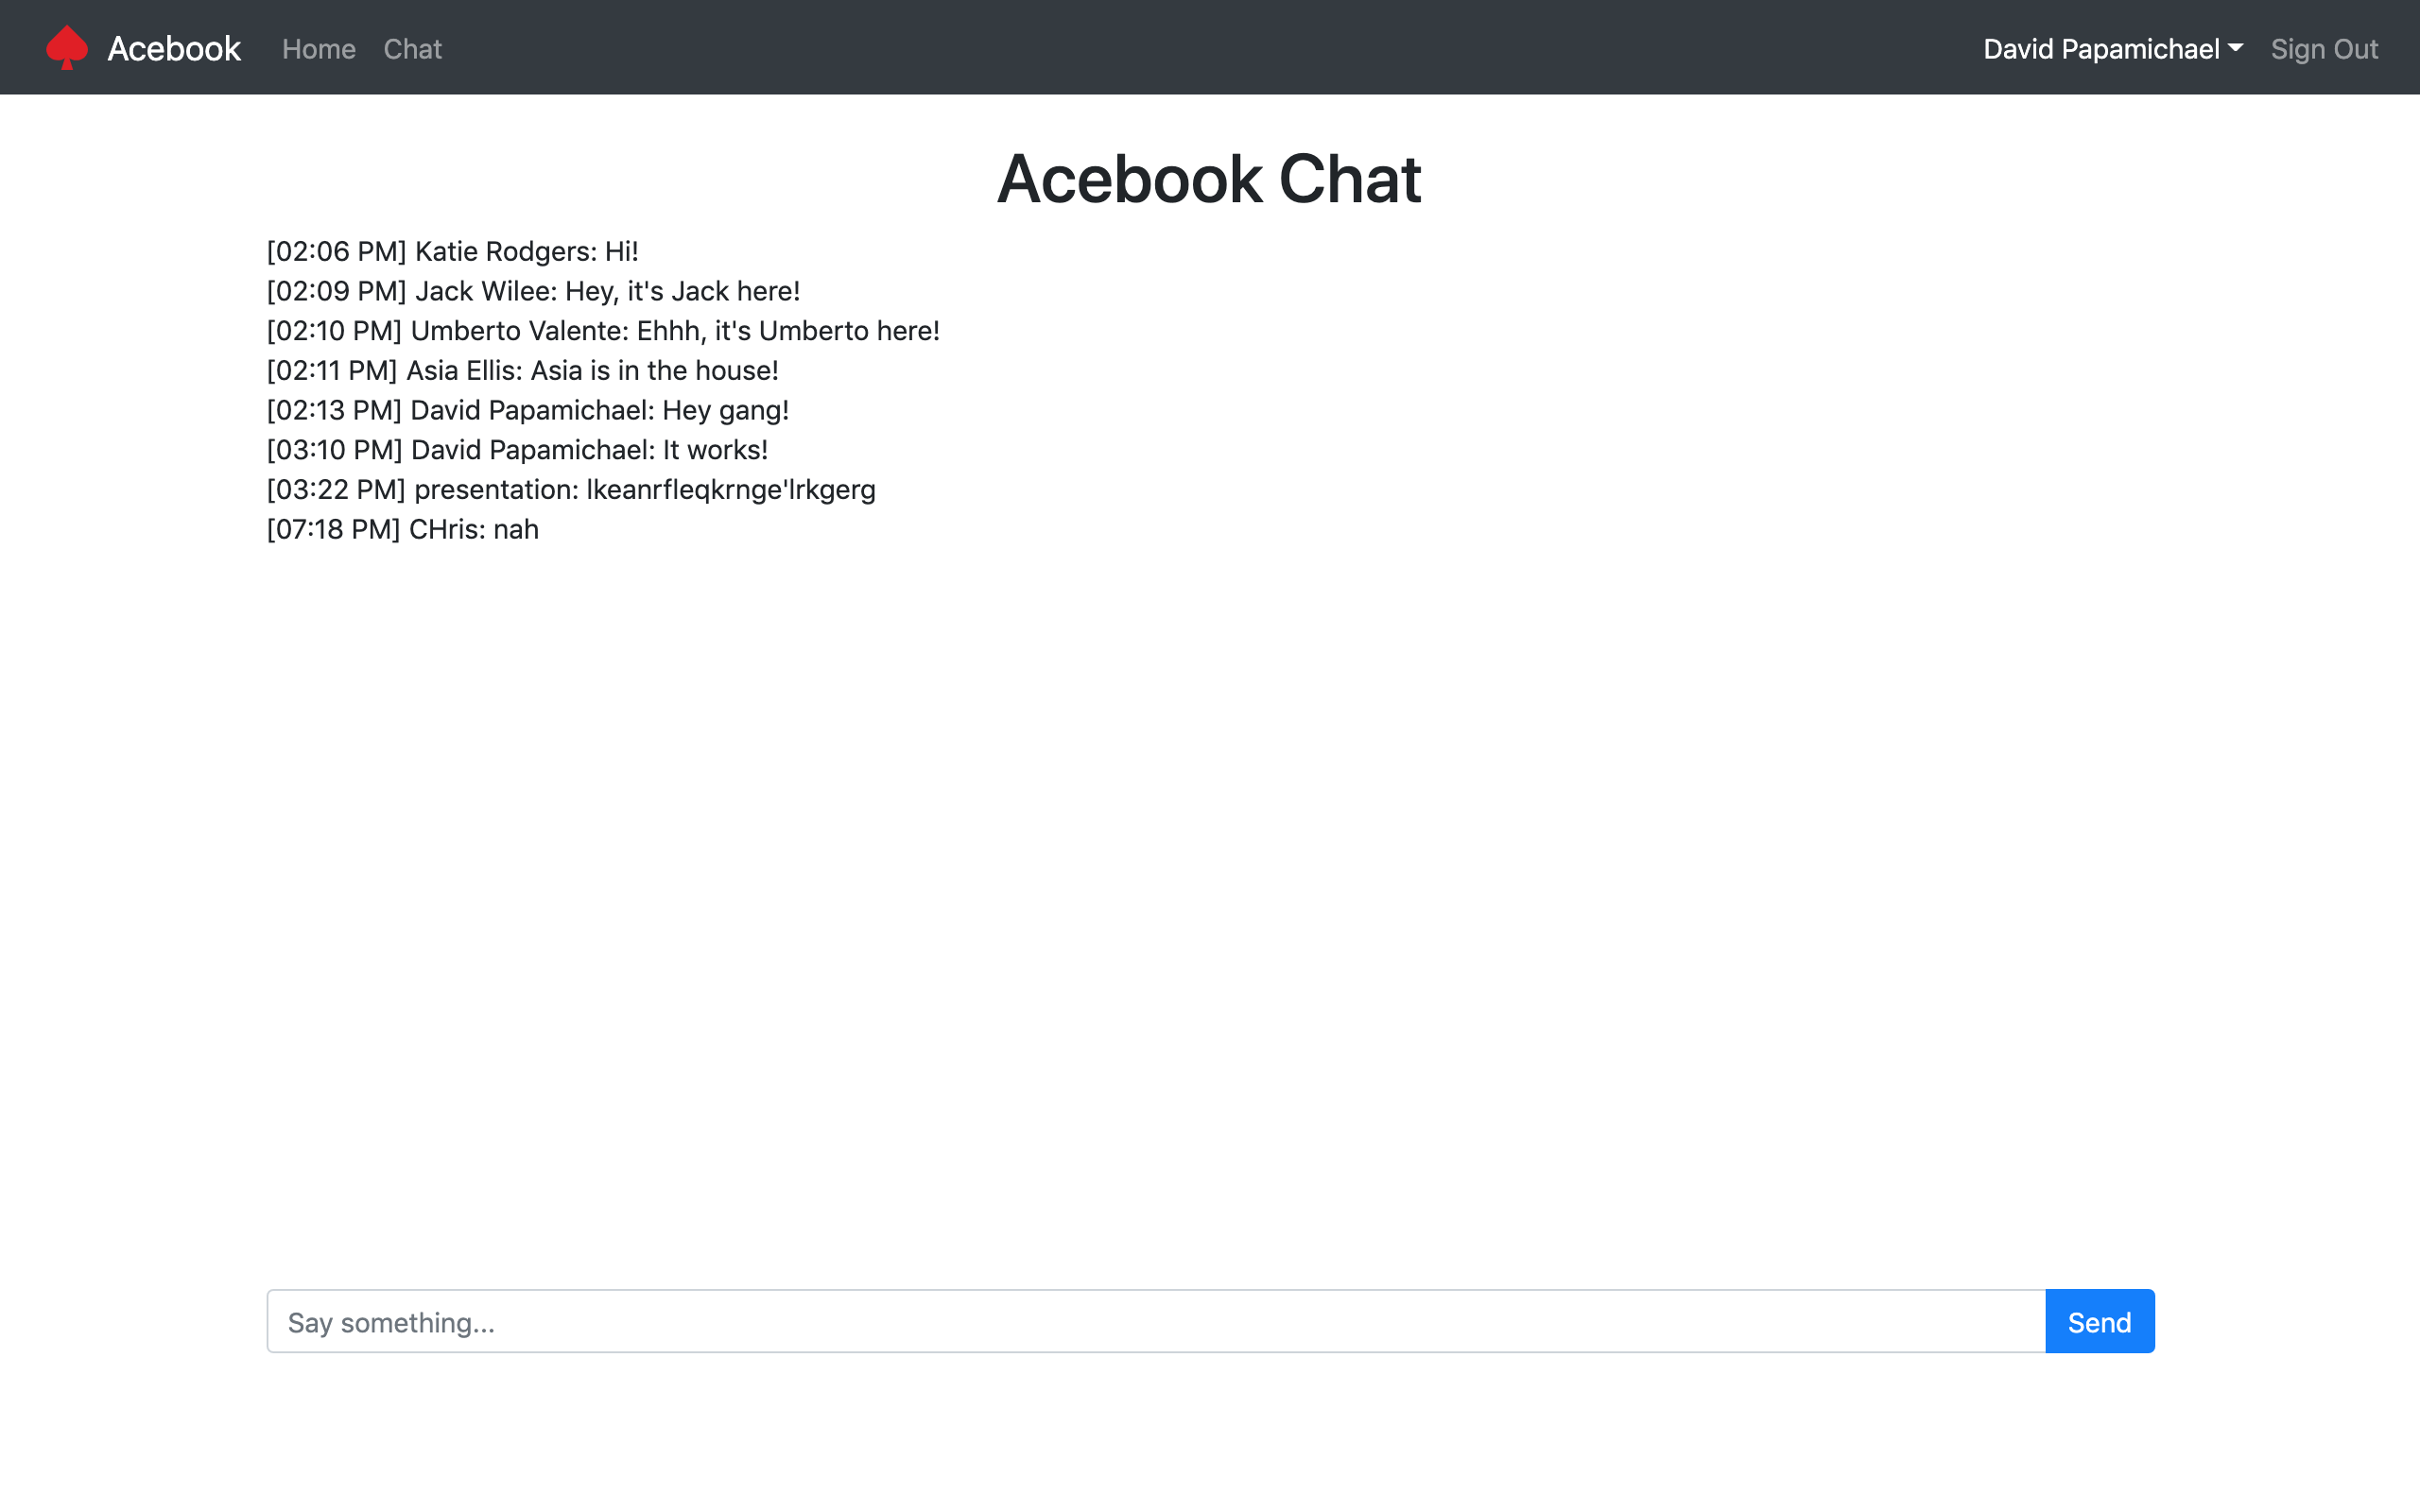 Acebook Home Chat David Papamichael Sign Out
Acebook Chat
[02:06 PM] Katie Rodgers: Hi!
[02:09 PM] Jack Wilee: Hey, it's Jack here!
[02:10 PM] Umberto Valente: Ehhh, it's Umberto here!
[02:11 PM] Asia Ellis: Asia is in the house!
[02:13 PM] David Papamichael: Hey gang!
[03:10 PM] David Papamichael: It works!
[03:22 PM] presentation: lkeanrfleqkrnge'lrkgerg
[07:18 PM] CHris: nah
Say something... Send